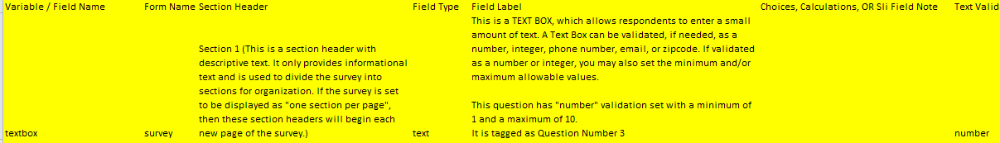 Variable / Field Name Form Name Section Header Field Type Field Label Choices, Calculations, OR Sli Field Note Text Valid
This is a TEXT BOX, which allows respondents to enter a small
amount of text. A Text Box can be validated, if needed, as a
number, integer, phone number, email, or zipcode. If validated
as a number or integer, you may also set the minimum and/or
maximum allowable values.
This question has "number" validation set with a minimum of
1 and a maximum of 10.
It is tagged as Question Number 3
Section 1 (This is a section header with
descriptive text. It only provides informational
text and is used to divide the survey into
sections for organization. If the survey is set
to be displayed as "one section per page",
then these section headers will begin each
new page of the survey.)
textbox survey text number